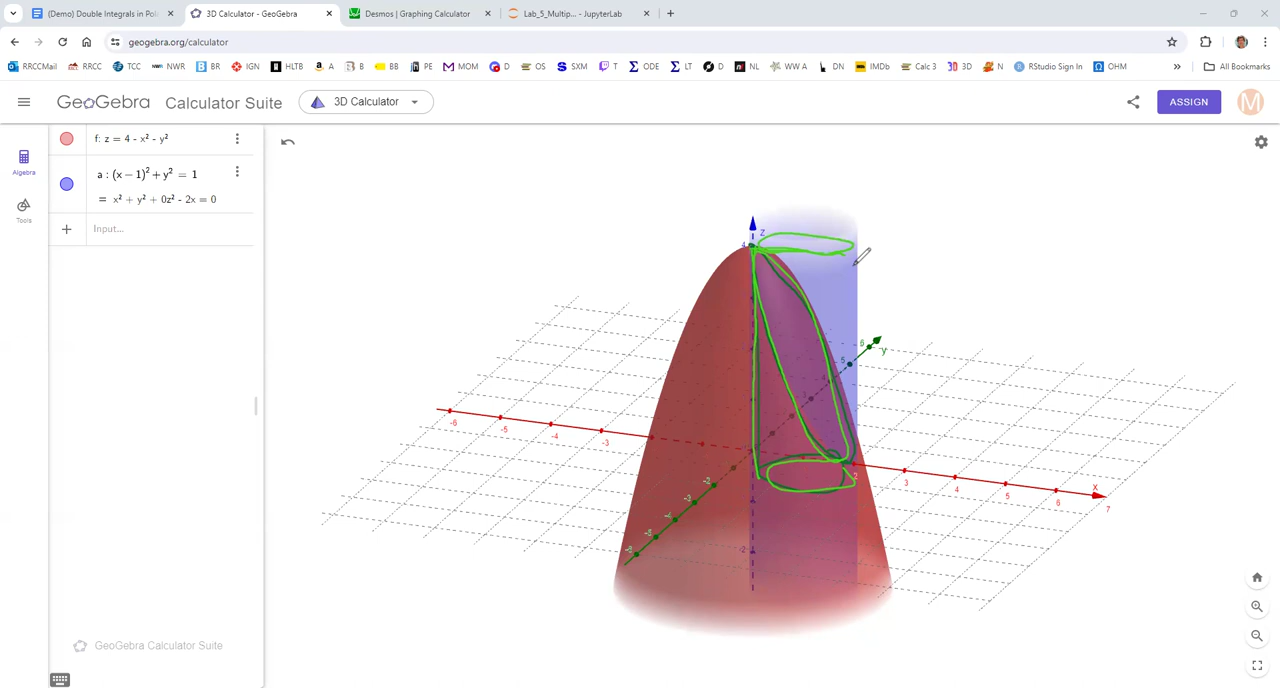 (Demo) Double Integrals in Pol
3D Calculator - GeoGebra
Desmos | Graphing Calculator
Lab_5_Multip... - JupyterLab
geogebra.org/calculator
RRCCMail RRCC TCC NWR BR IGN HLTB A B BB PE MOM D OS SXM T ODE LT D NL WW A DN IMDb Calc 3 3D N RStudio Sign In OHM » All Bookmarks
GeoGebra Calculator Suite 3D Calculator ASSIGN M
f: z = 4 - x² - y²
Algebra
a : (x − 1)² + y² = 1
= x² + y² + 0z² - 2x = 0
Tools
Input...
z
4
6
y
5
4
3
-6 -5 -4 -3
2 3 4 5 6 x
7
-2
-3
-4
-5
-6
-2
GeoGebra Calculator Suite